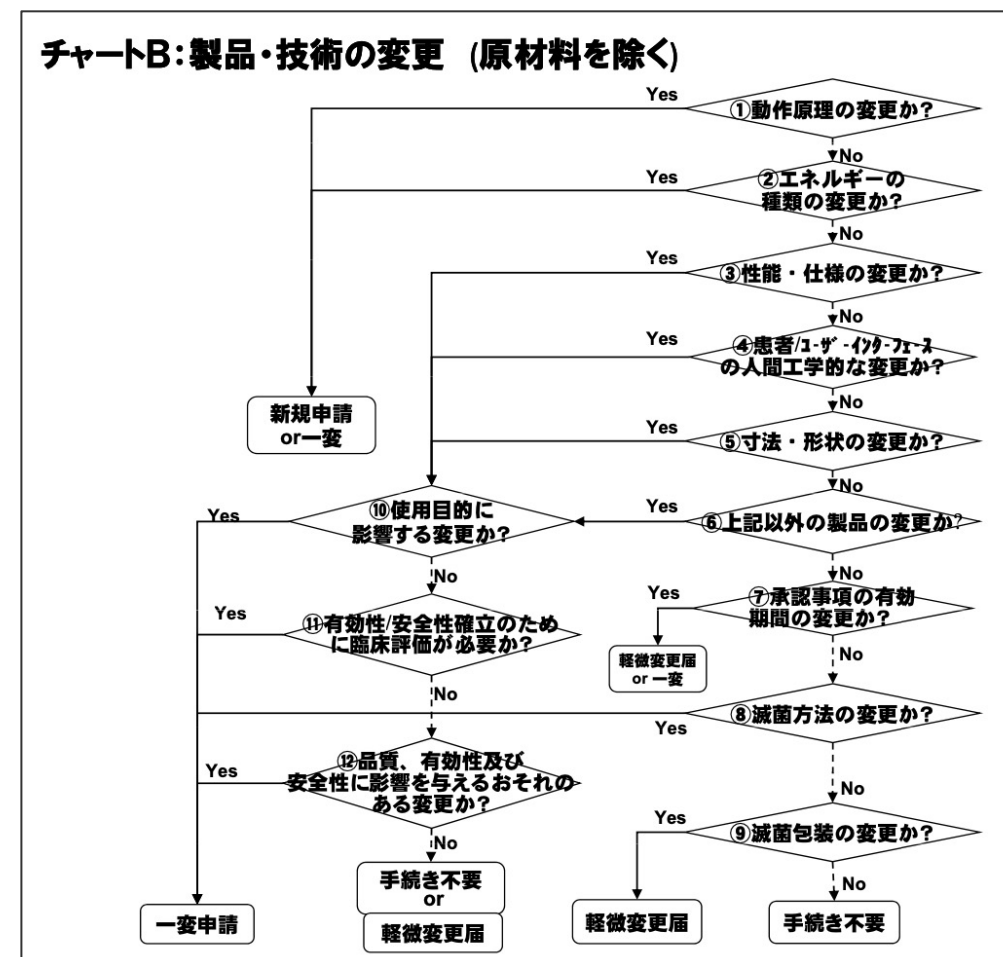 チャートB:製品・技術の変更 (原材料を除く)
Yes
①動作原理の変更か?
No
Yes
②エネルギーの
種類の変更か?
No
Yes
③性能・仕様の変更か?
No
Yes
④患者/ユーザ-インターフェース
の人間工学的な変更か?
No
新規申請
or一変
Yes
⑤寸法・形状の変更か?
No
Yes
⑩使用目的に
影響する変更か?
Yes
⑥上記以外の製品の変更か?
No
No
Yes
⑪有効性/安全性確立のため
に臨床評価が必要か?
Yes
⑦承認事項の有効
期間の変更か?
軽微変更届
or 一変
No
No
⑧滅菌方法の変更か?
Yes
Yes
⑫品質、有効性及び
安全性に影響を与えるおそれの
ある変更か?
No
Yes
⑨滅菌包装の変更か?
No
手続き不要
or
軽微変更届
No
一変申請
軽微変更届
手続き不要